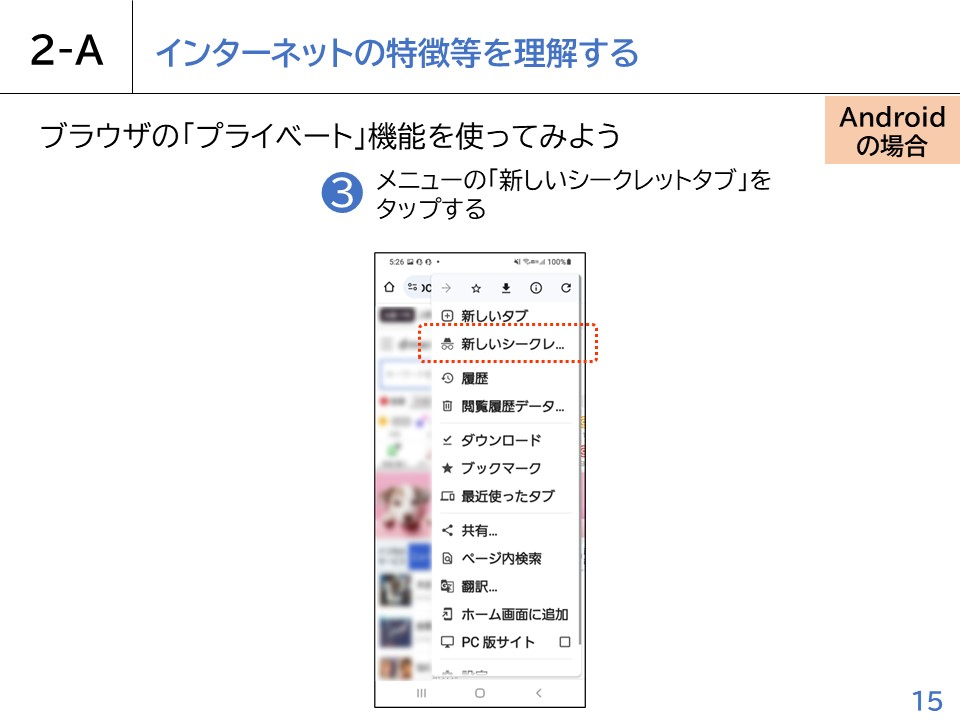 2-A
インターネットの特徴等を理解する
ブラウザの「プライベート」機能を使ってみよう
Android
の場合
3
メニューの「新しいシークレットタブ」を
タップする
5:26
100%
新しいタブ
新しいシークレ...
履歴
閲覧履歴データ...
ダウンロード
ブックマーク
最近使ったタブ
共有...
ページ内検索
翻訳...
ホーム画面に追加
PC 版サイト
15